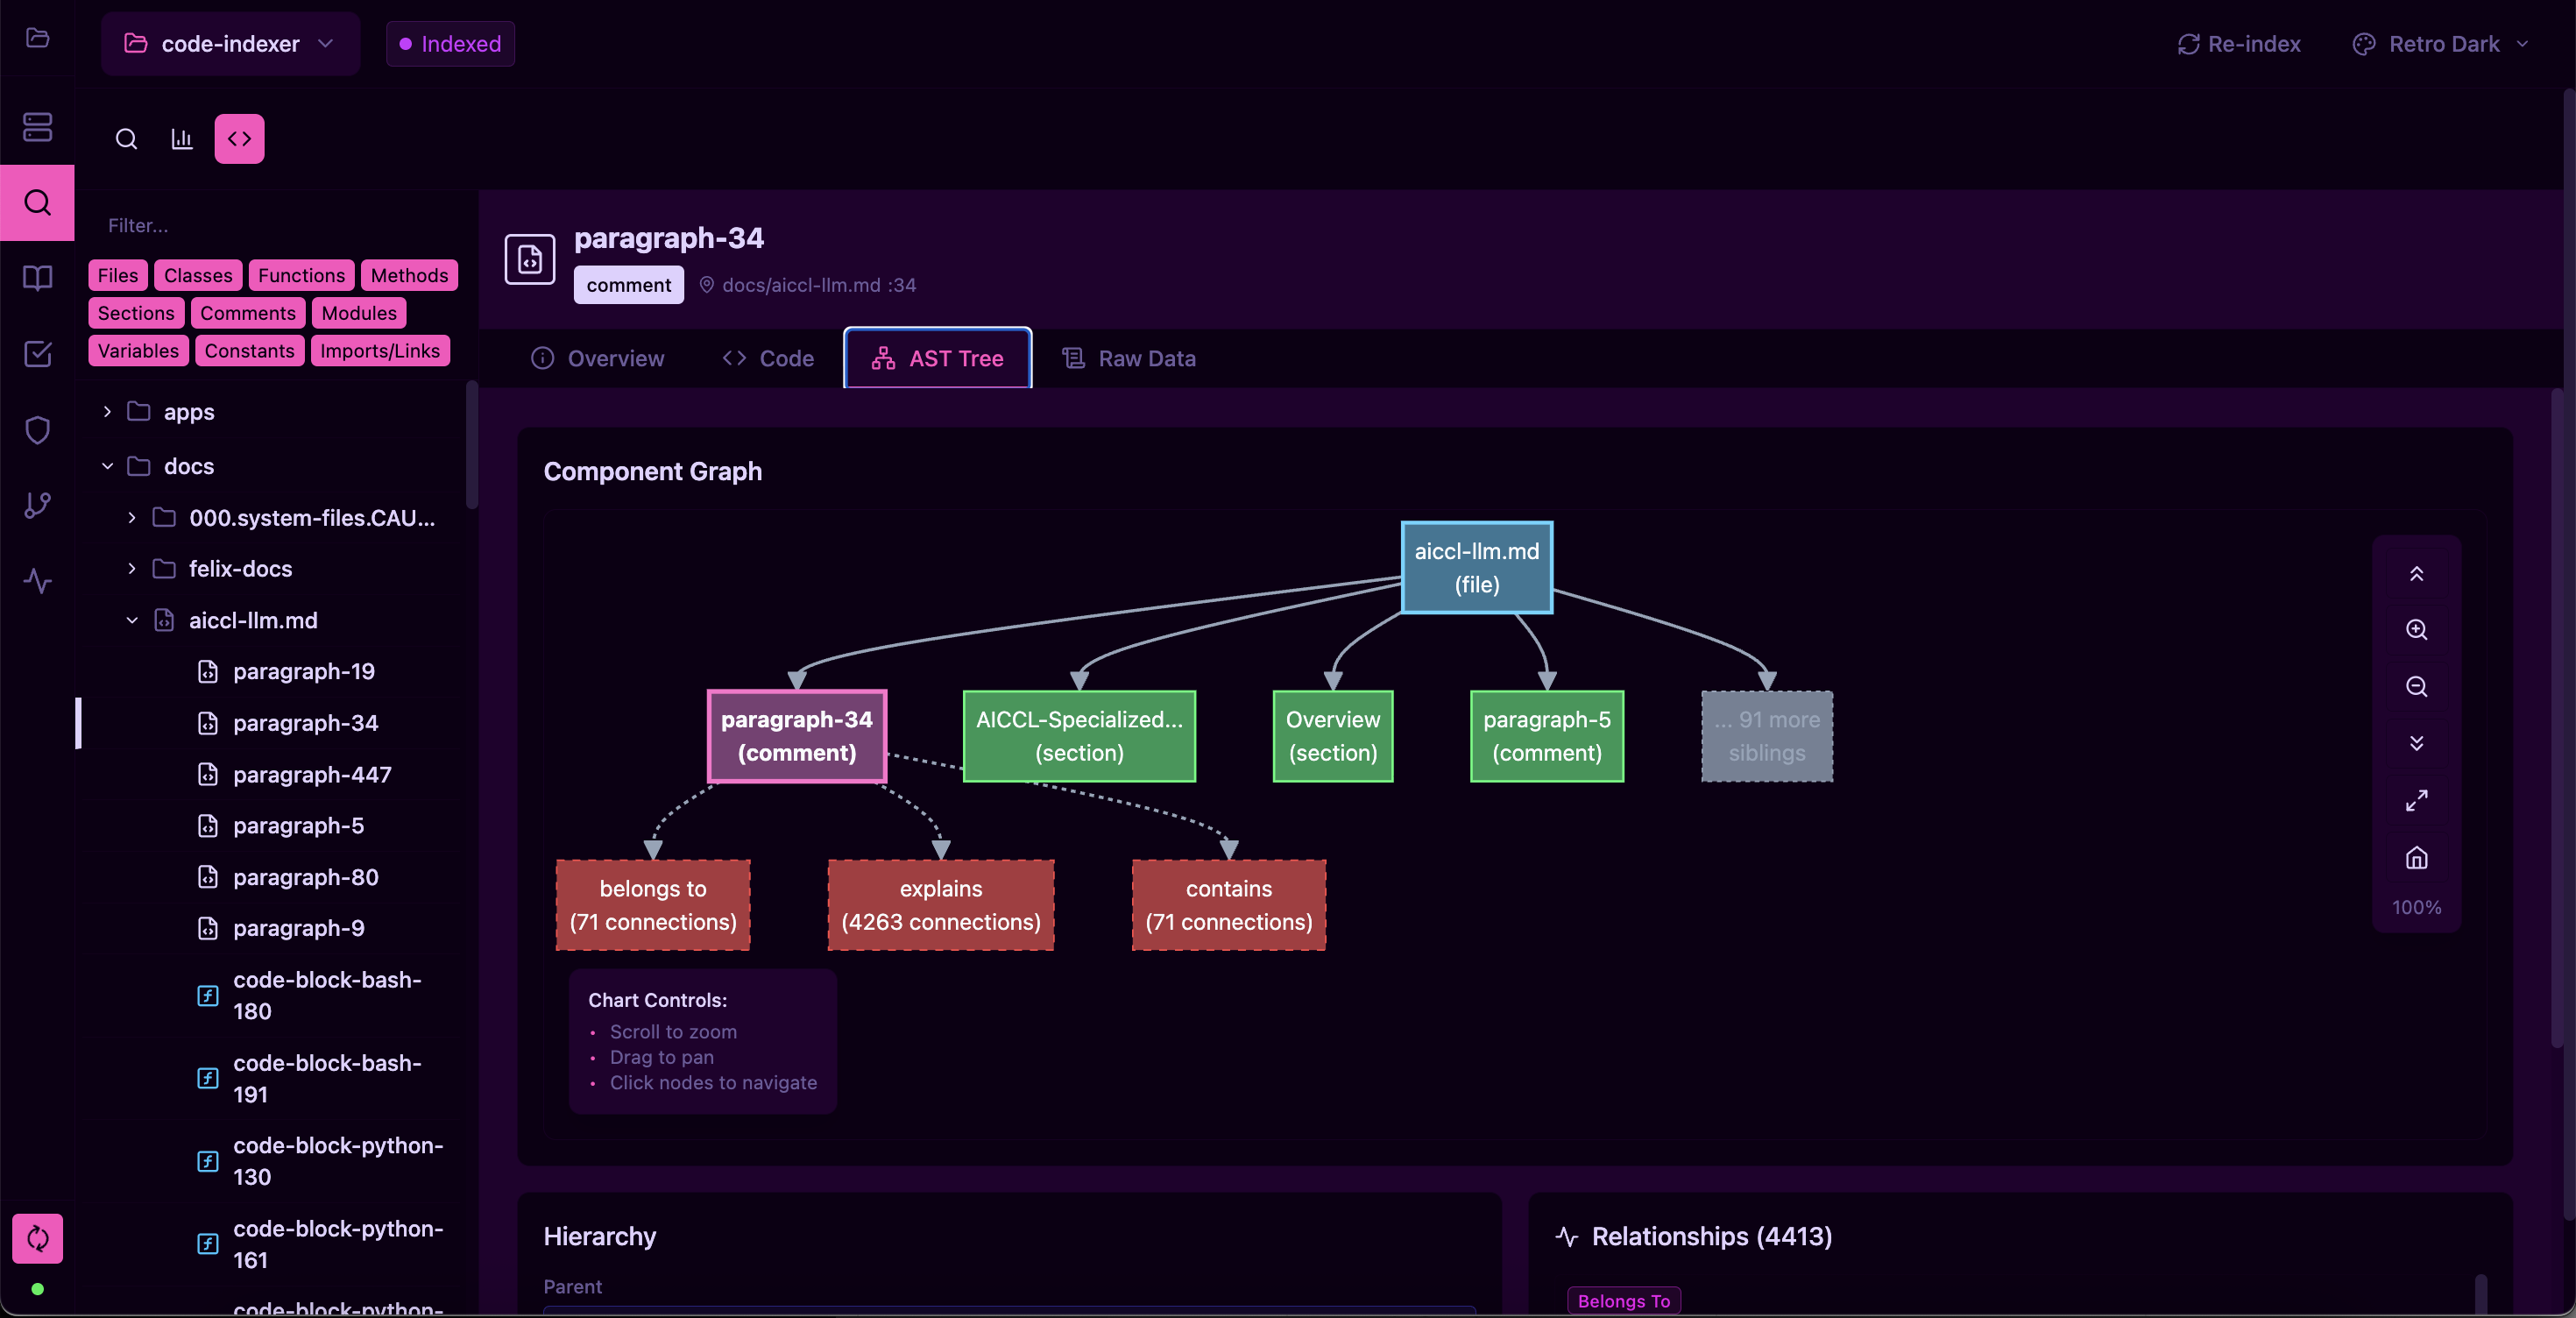 code-indexer
Indexed
Re-index
Retro Dark
Filter...
Files
Classes
Functions
Methods
Sections
Comments
Modules
Variables
Constants
Imports/Links
apps
docs
000.system-files.CAU...
felix-docs
aiccl-llm.md
paragraph-19
paragraph-34
paragraph-447
paragraph-5
paragraph-80
paragraph-9
code-block-bash-
180
code-block-bash-
191
code-block-python-
130
code-block-python-
161
code-block-python-
paragraph-34
comment
docs/aiccl-llm.md :34
Overview
Code
AST Tree
Raw Data
Component Graph
aiccl-llm.md
(file)
paragraph-34
(comment)
AICCL-Specialized...
(section)
Overview
(section)
paragraph-5
(comment)
... 91 more
siblings
belongs to
(71 connections)
explains
(4263 connections)
contains
(71 connections)
100%
Chart Controls:
• Scroll to zoom
• Drag to pan
• Click nodes to navigate
Hierarchy
Parent
Relationships (4413)
Belongs To